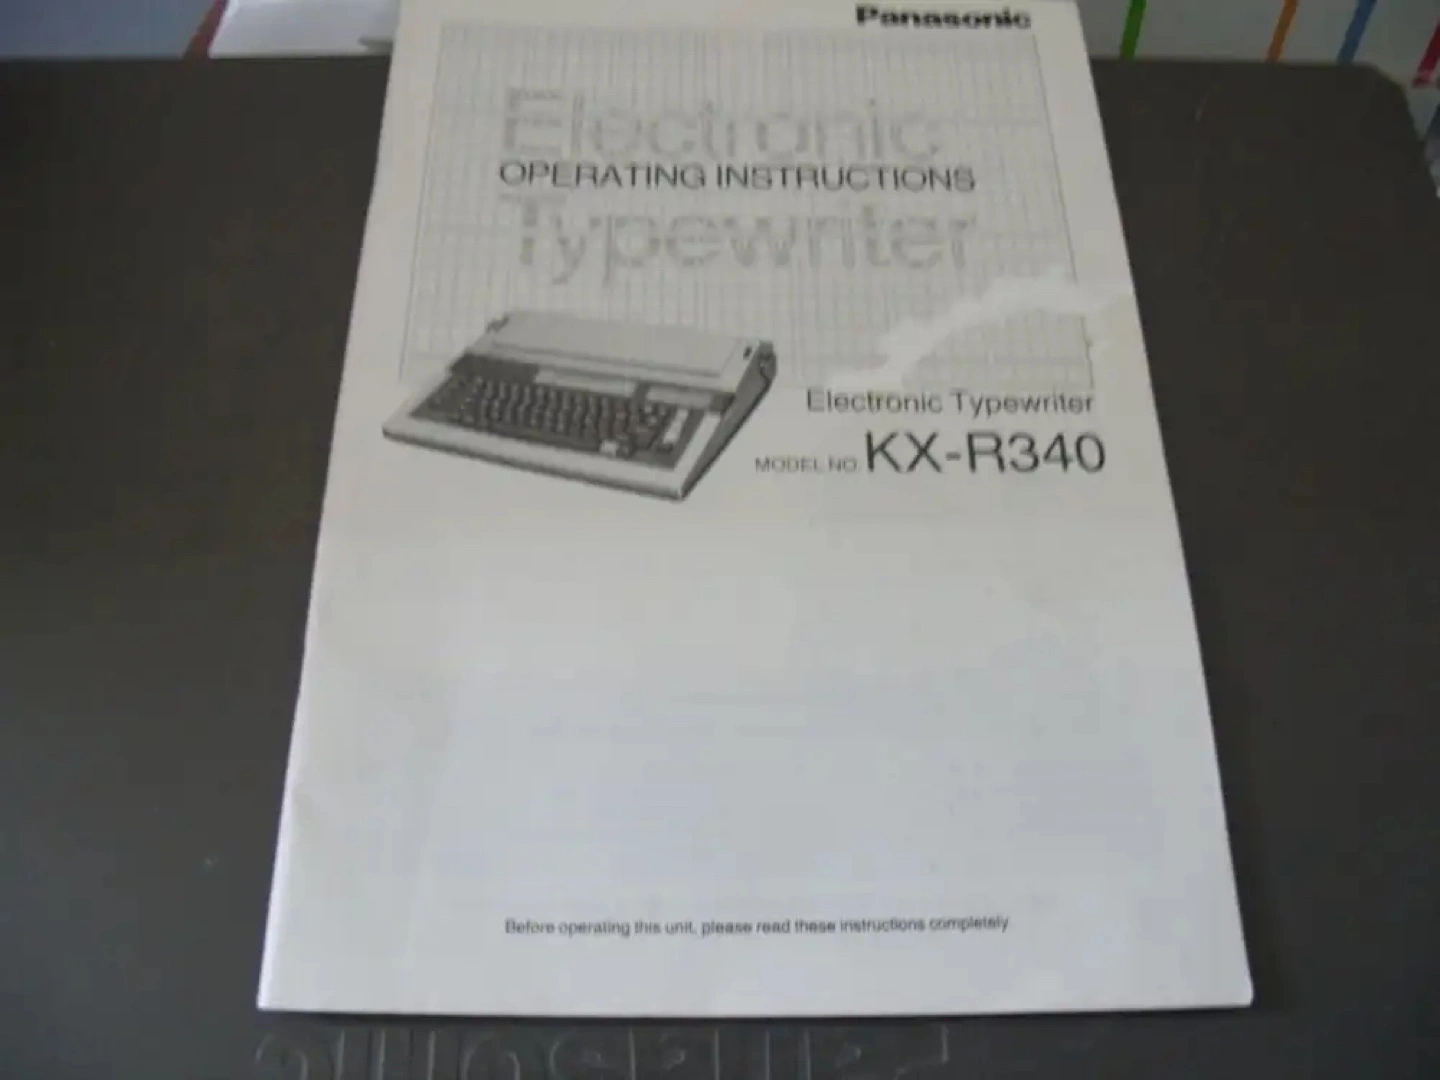 Panasonic
Electronic
OPERATING INSTRUCTIONS
Typewriter
Electronic Typewriter
MODEL NO. KX-R340
Before operating this unit, please read these instructions completely